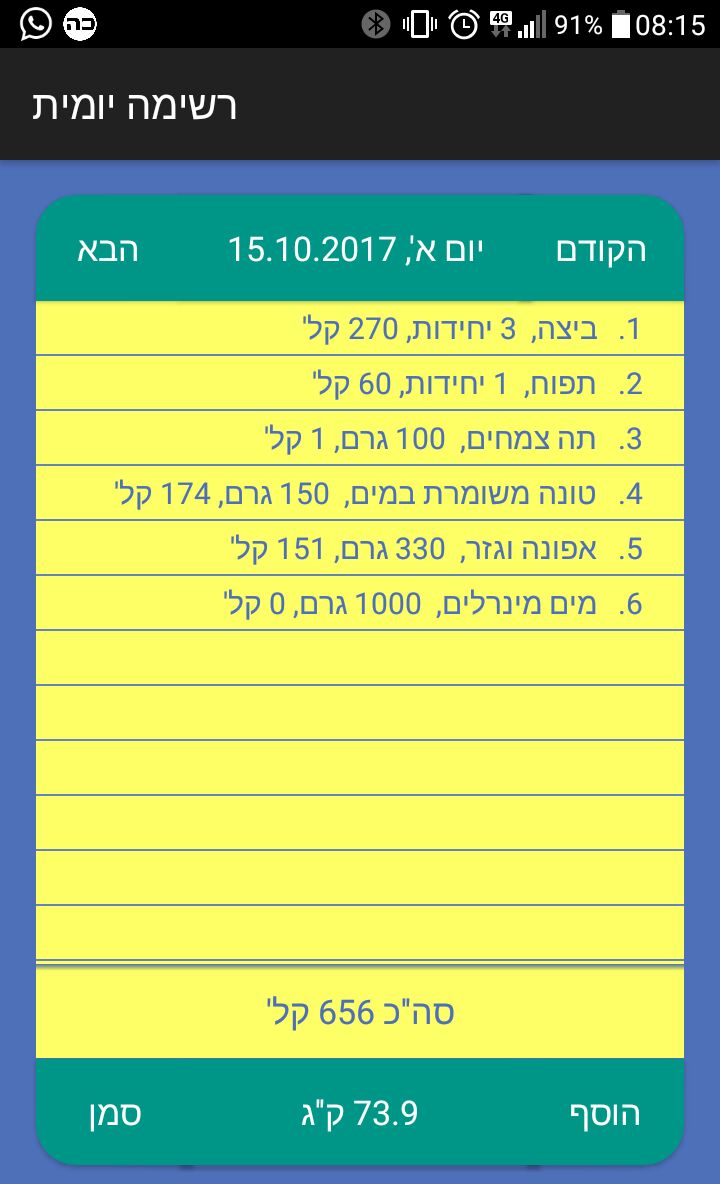 כה 4G 91% 08:15
רשימה יומית
הקודם יום א', 15.10.2017 הבא
1. ביצה, 3 יחידות, 270 קל'
2. תפוח, 1 יחידות, 60 קל'
3. תה צמחים, 100 גרם, 1 קל'
4. טונה משומרת במים, 150 גרם, 174 קל'
5. אפונה וגזר, 330 גרם, 151 קל'
6. מים מינרלים, 1000 גרם, 0 קל'
סה"כ 656 קל'
הוסף 73.9 ק"ג סמן